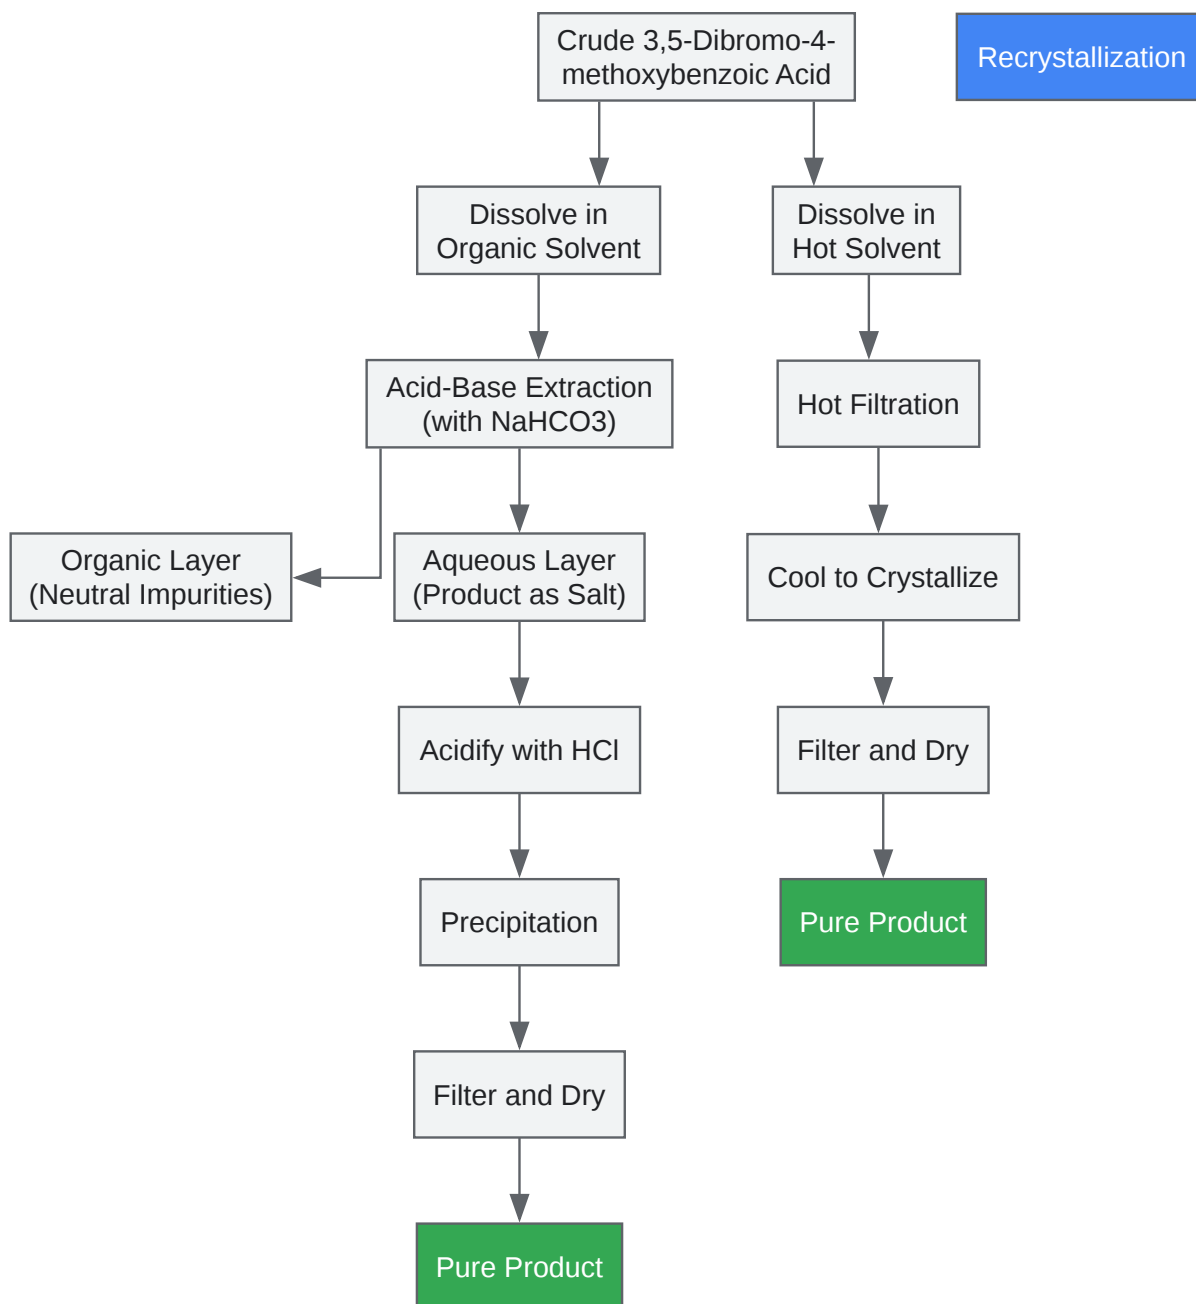 Crude 3,5-Dibromo-4-
methoxybenzoic Acid
Recrystallization
Dissolve in
Organic Solvent
Dissolve in
Hot Solvent
Acid-Base Extraction
(with NaHCO3)
Hot Filtration
Organic Layer
(Neutral Impurities)
Aqueous Layer
(Product as Salt)
Cool to Crystallize
Acidify with HCl
Filter and Dry
Precipitation
Pure Product
Filter and Dry
Pure Product